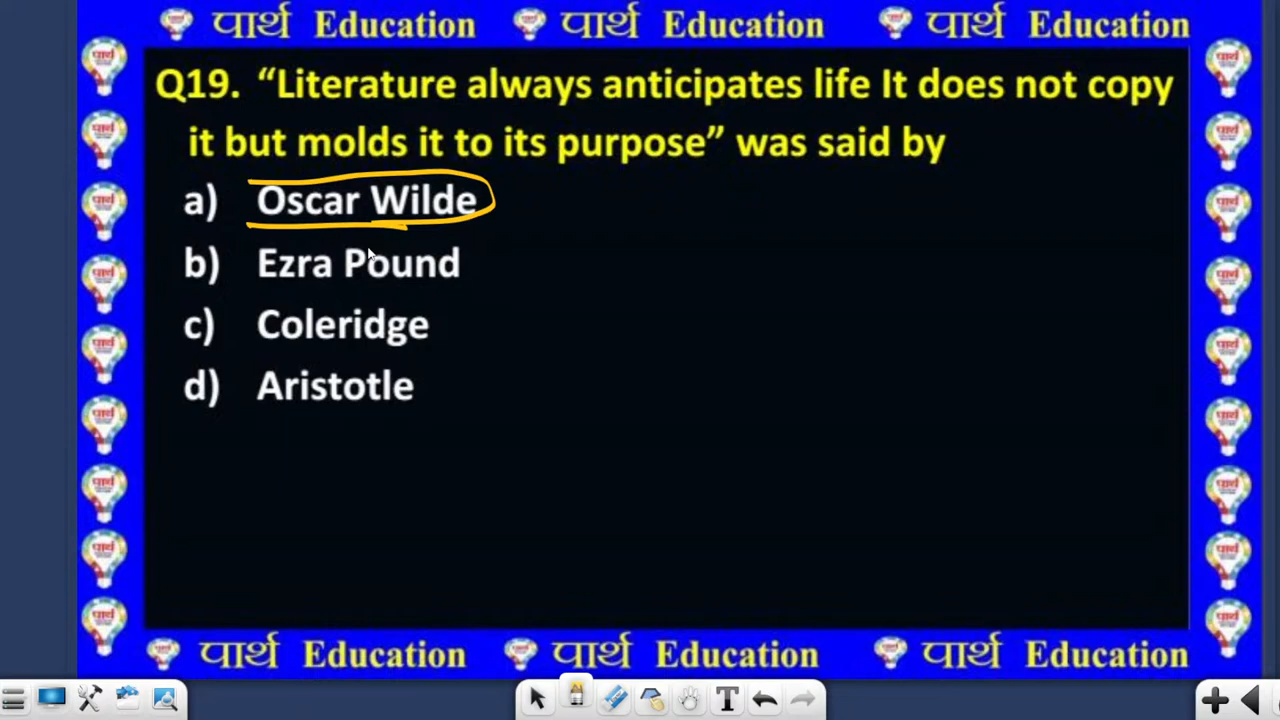 पार्थ Education पार्थ Education पार्थ Education
Q19. “Literature always anticipates life It does not copy
it but molds it to its purpose” was said by
a) Oscar Wilde
b) Ezra Pound
c) Coleridge
d) Aristotle
पार्थ Education पार्थ Education पार्थ Education
T